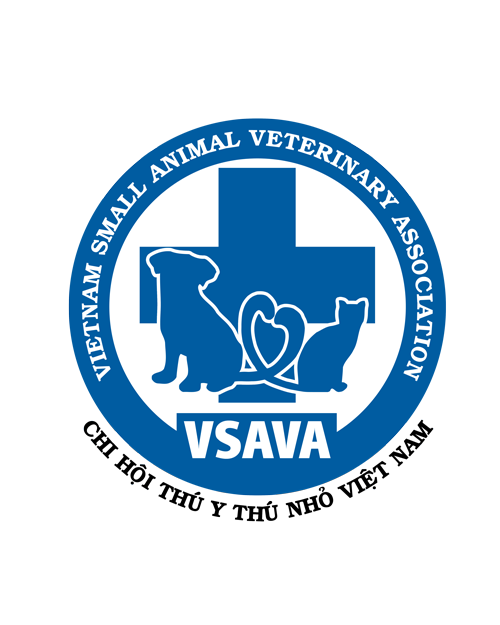 VIETNAM SMALL ANIMAL VETERINARY ASSOCIATION
VSAVA
CHI HỘI THÚ Y THÚ NHỎ VIỆT NAM